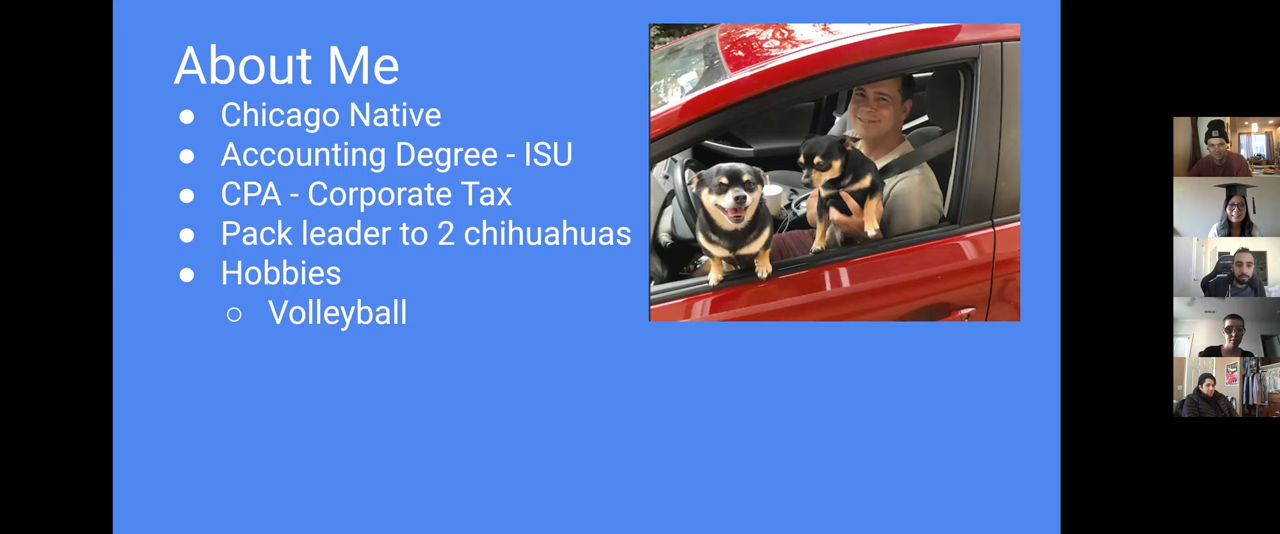 About Me
● Chicago Native
● Accounting Degree - ISU
● CPA - Corporate Tax
● Pack leader to 2 chihuahuas
● Hobbies
○ Volleyball